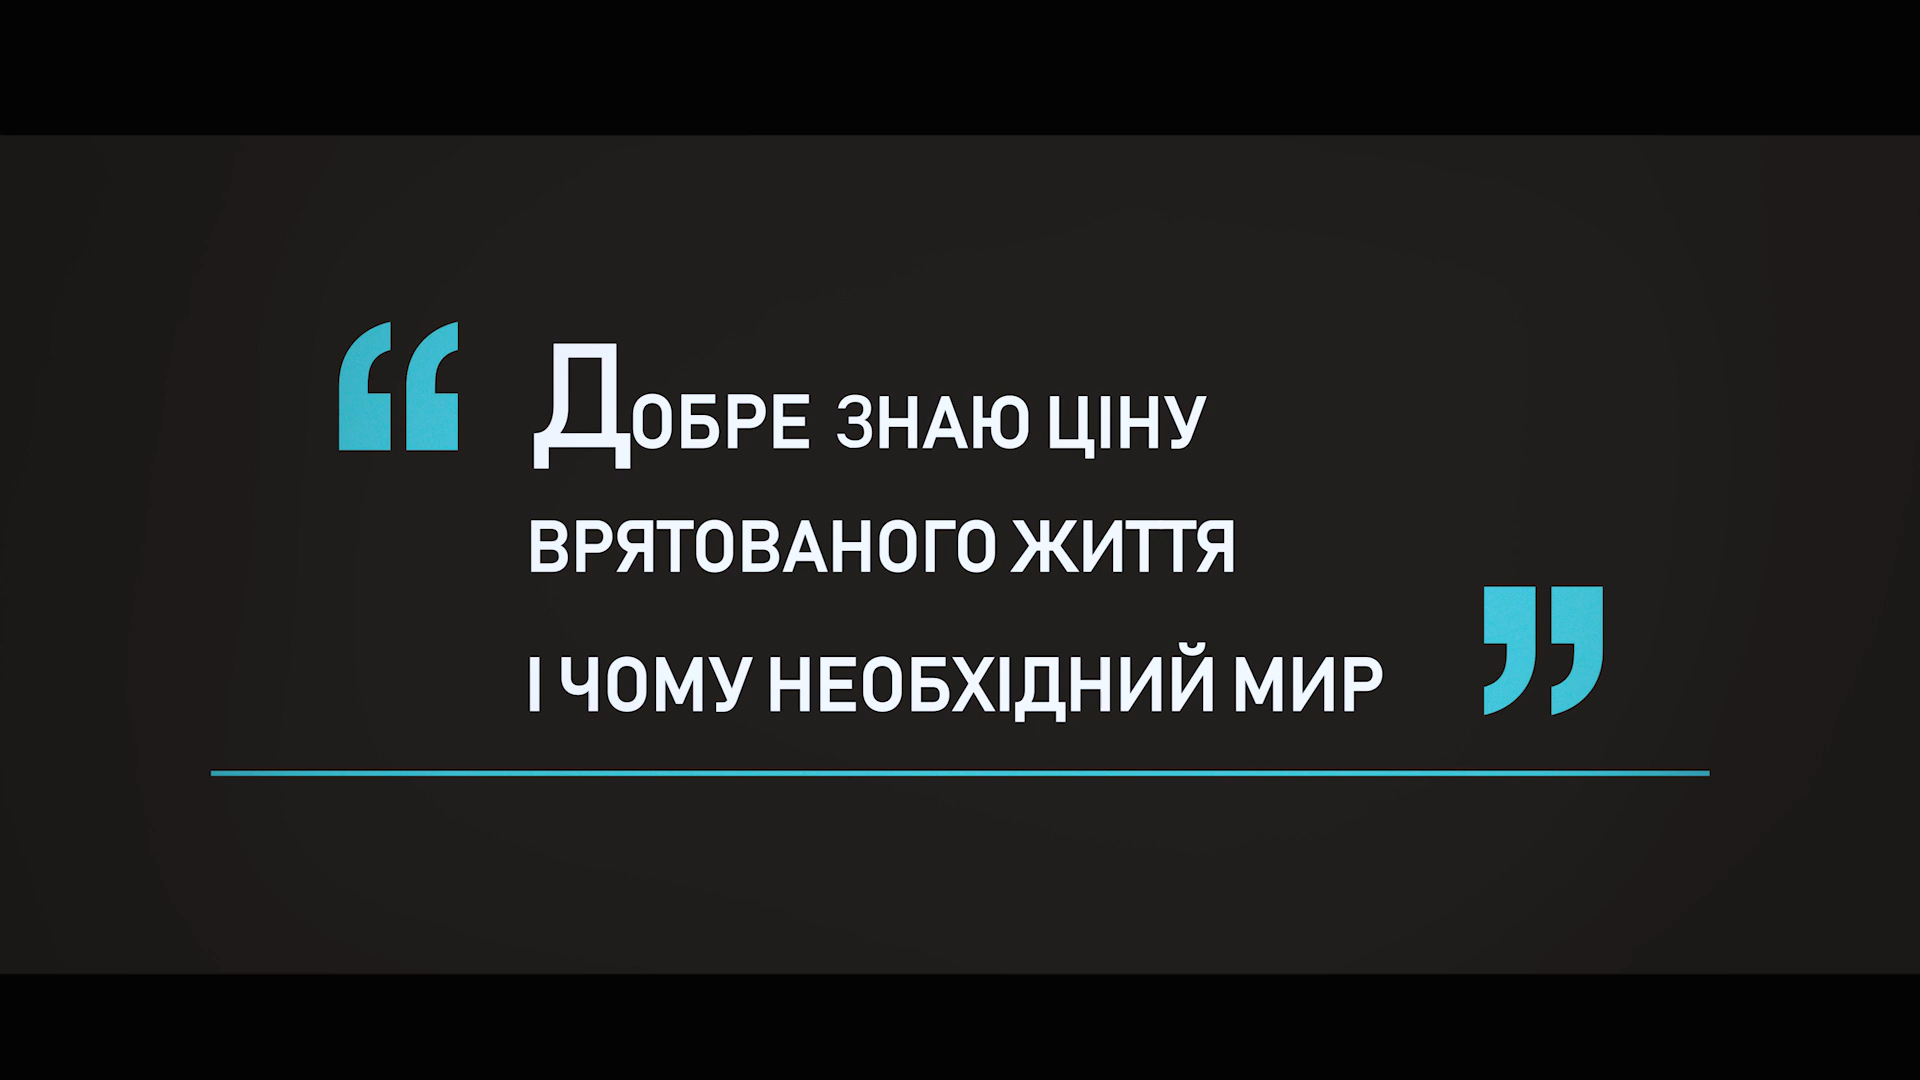 “ Добре знаю ціну
врятованого життя
і чому необхідний мир ”